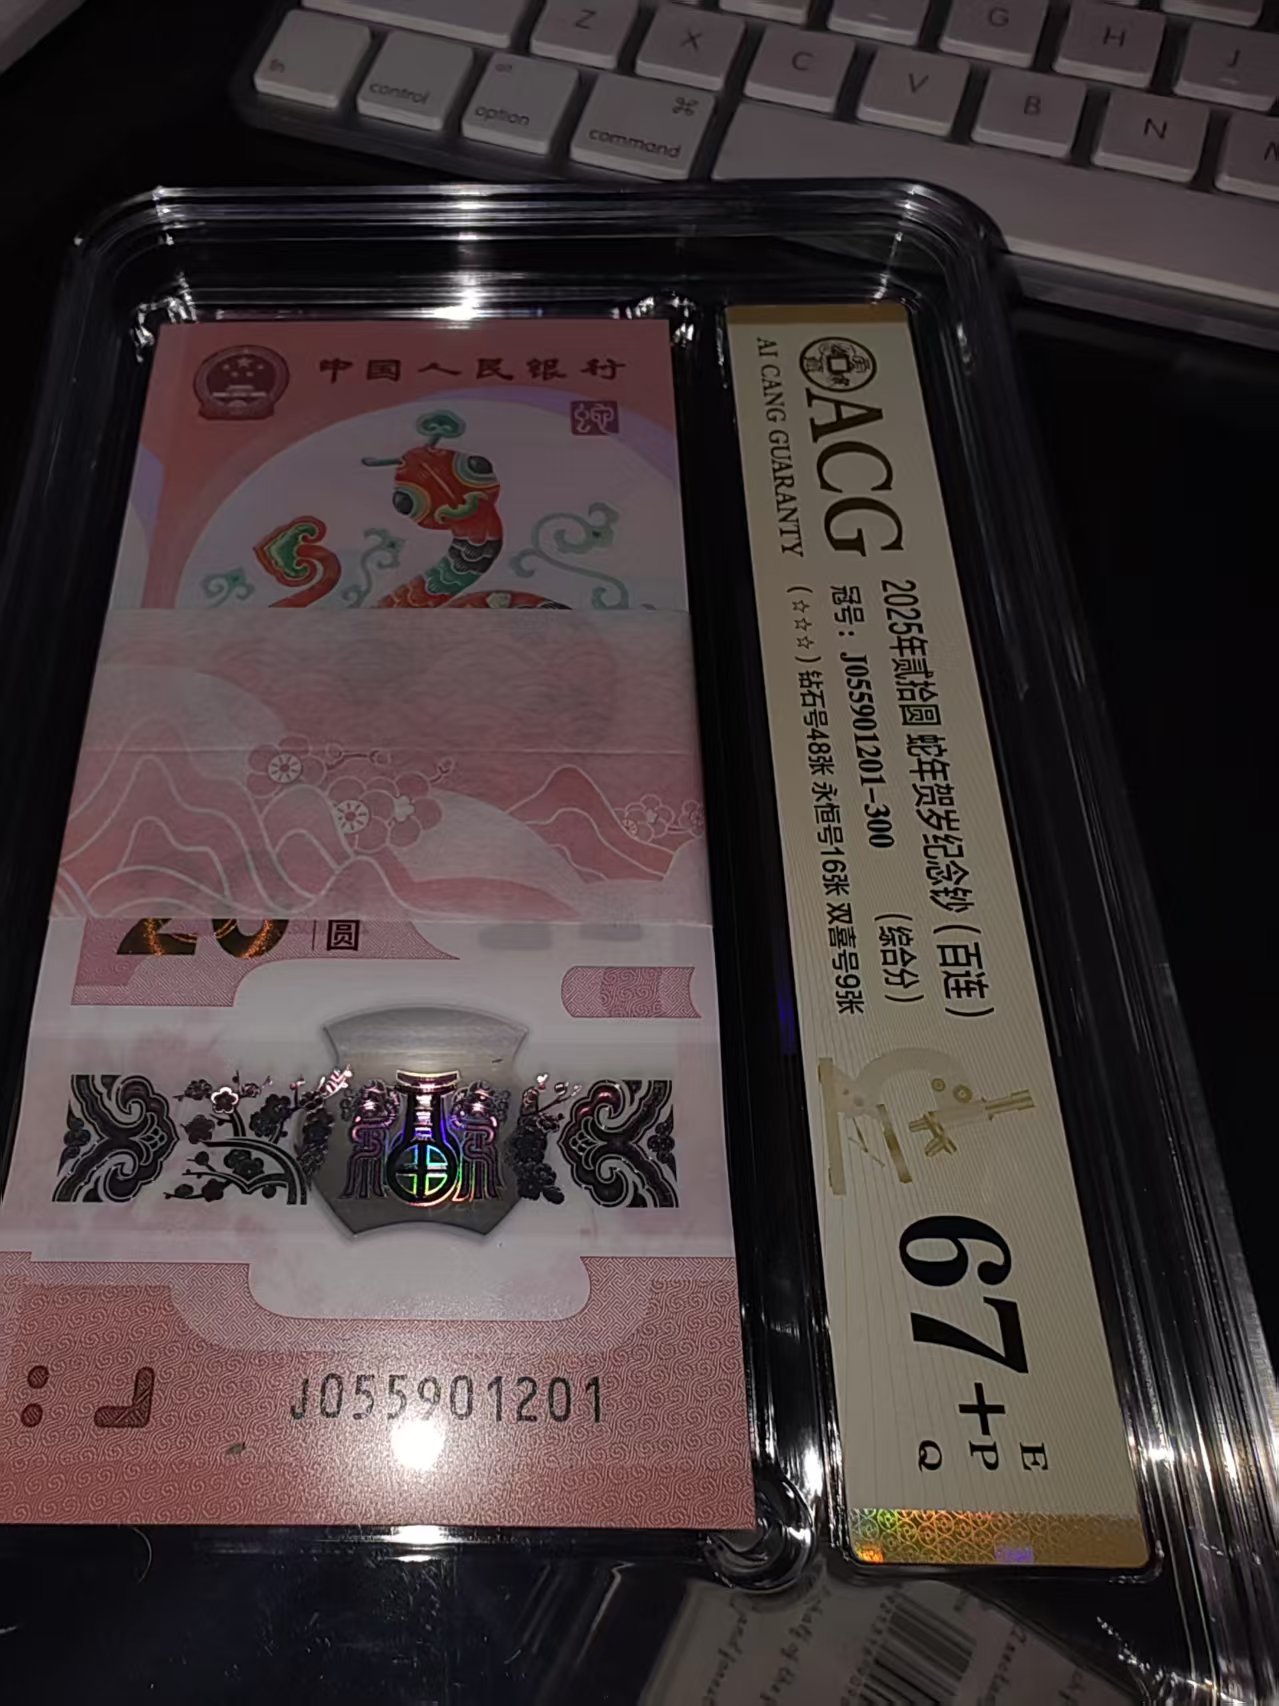 Z
X
C
V
B
N
G
H
J
fn
control
alt
option
⌘
command
中国人民银行
20
圆
J055901201
ACG
AI CANG GUARANTY
2025年贰拾圆 蛇年贺岁纪念钞（百连）
冠号：J055901201-300 （综合分）
（☆☆☆）钻石号48张 永恒号16张 双喜号9张
67+
E
P
Q